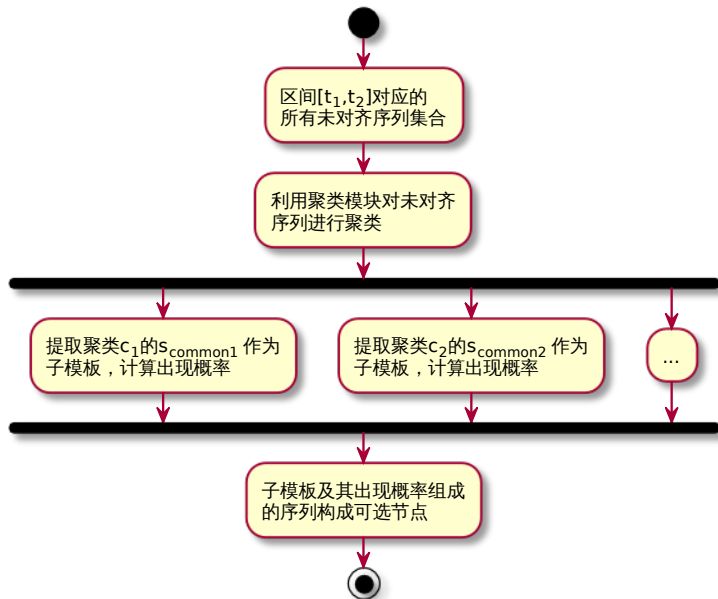 区间[t₁,t₂]对应的
所有未对齐序列集合
利用聚类模块对未对齐
序列进行聚类
提取聚类c₁的s_common1 作为
子模板，计算出现概率
提取聚类c₂的s_common2 作为
子模板，计算出现概率
...
子模板及其出现概率组成
的序列构成可选节点